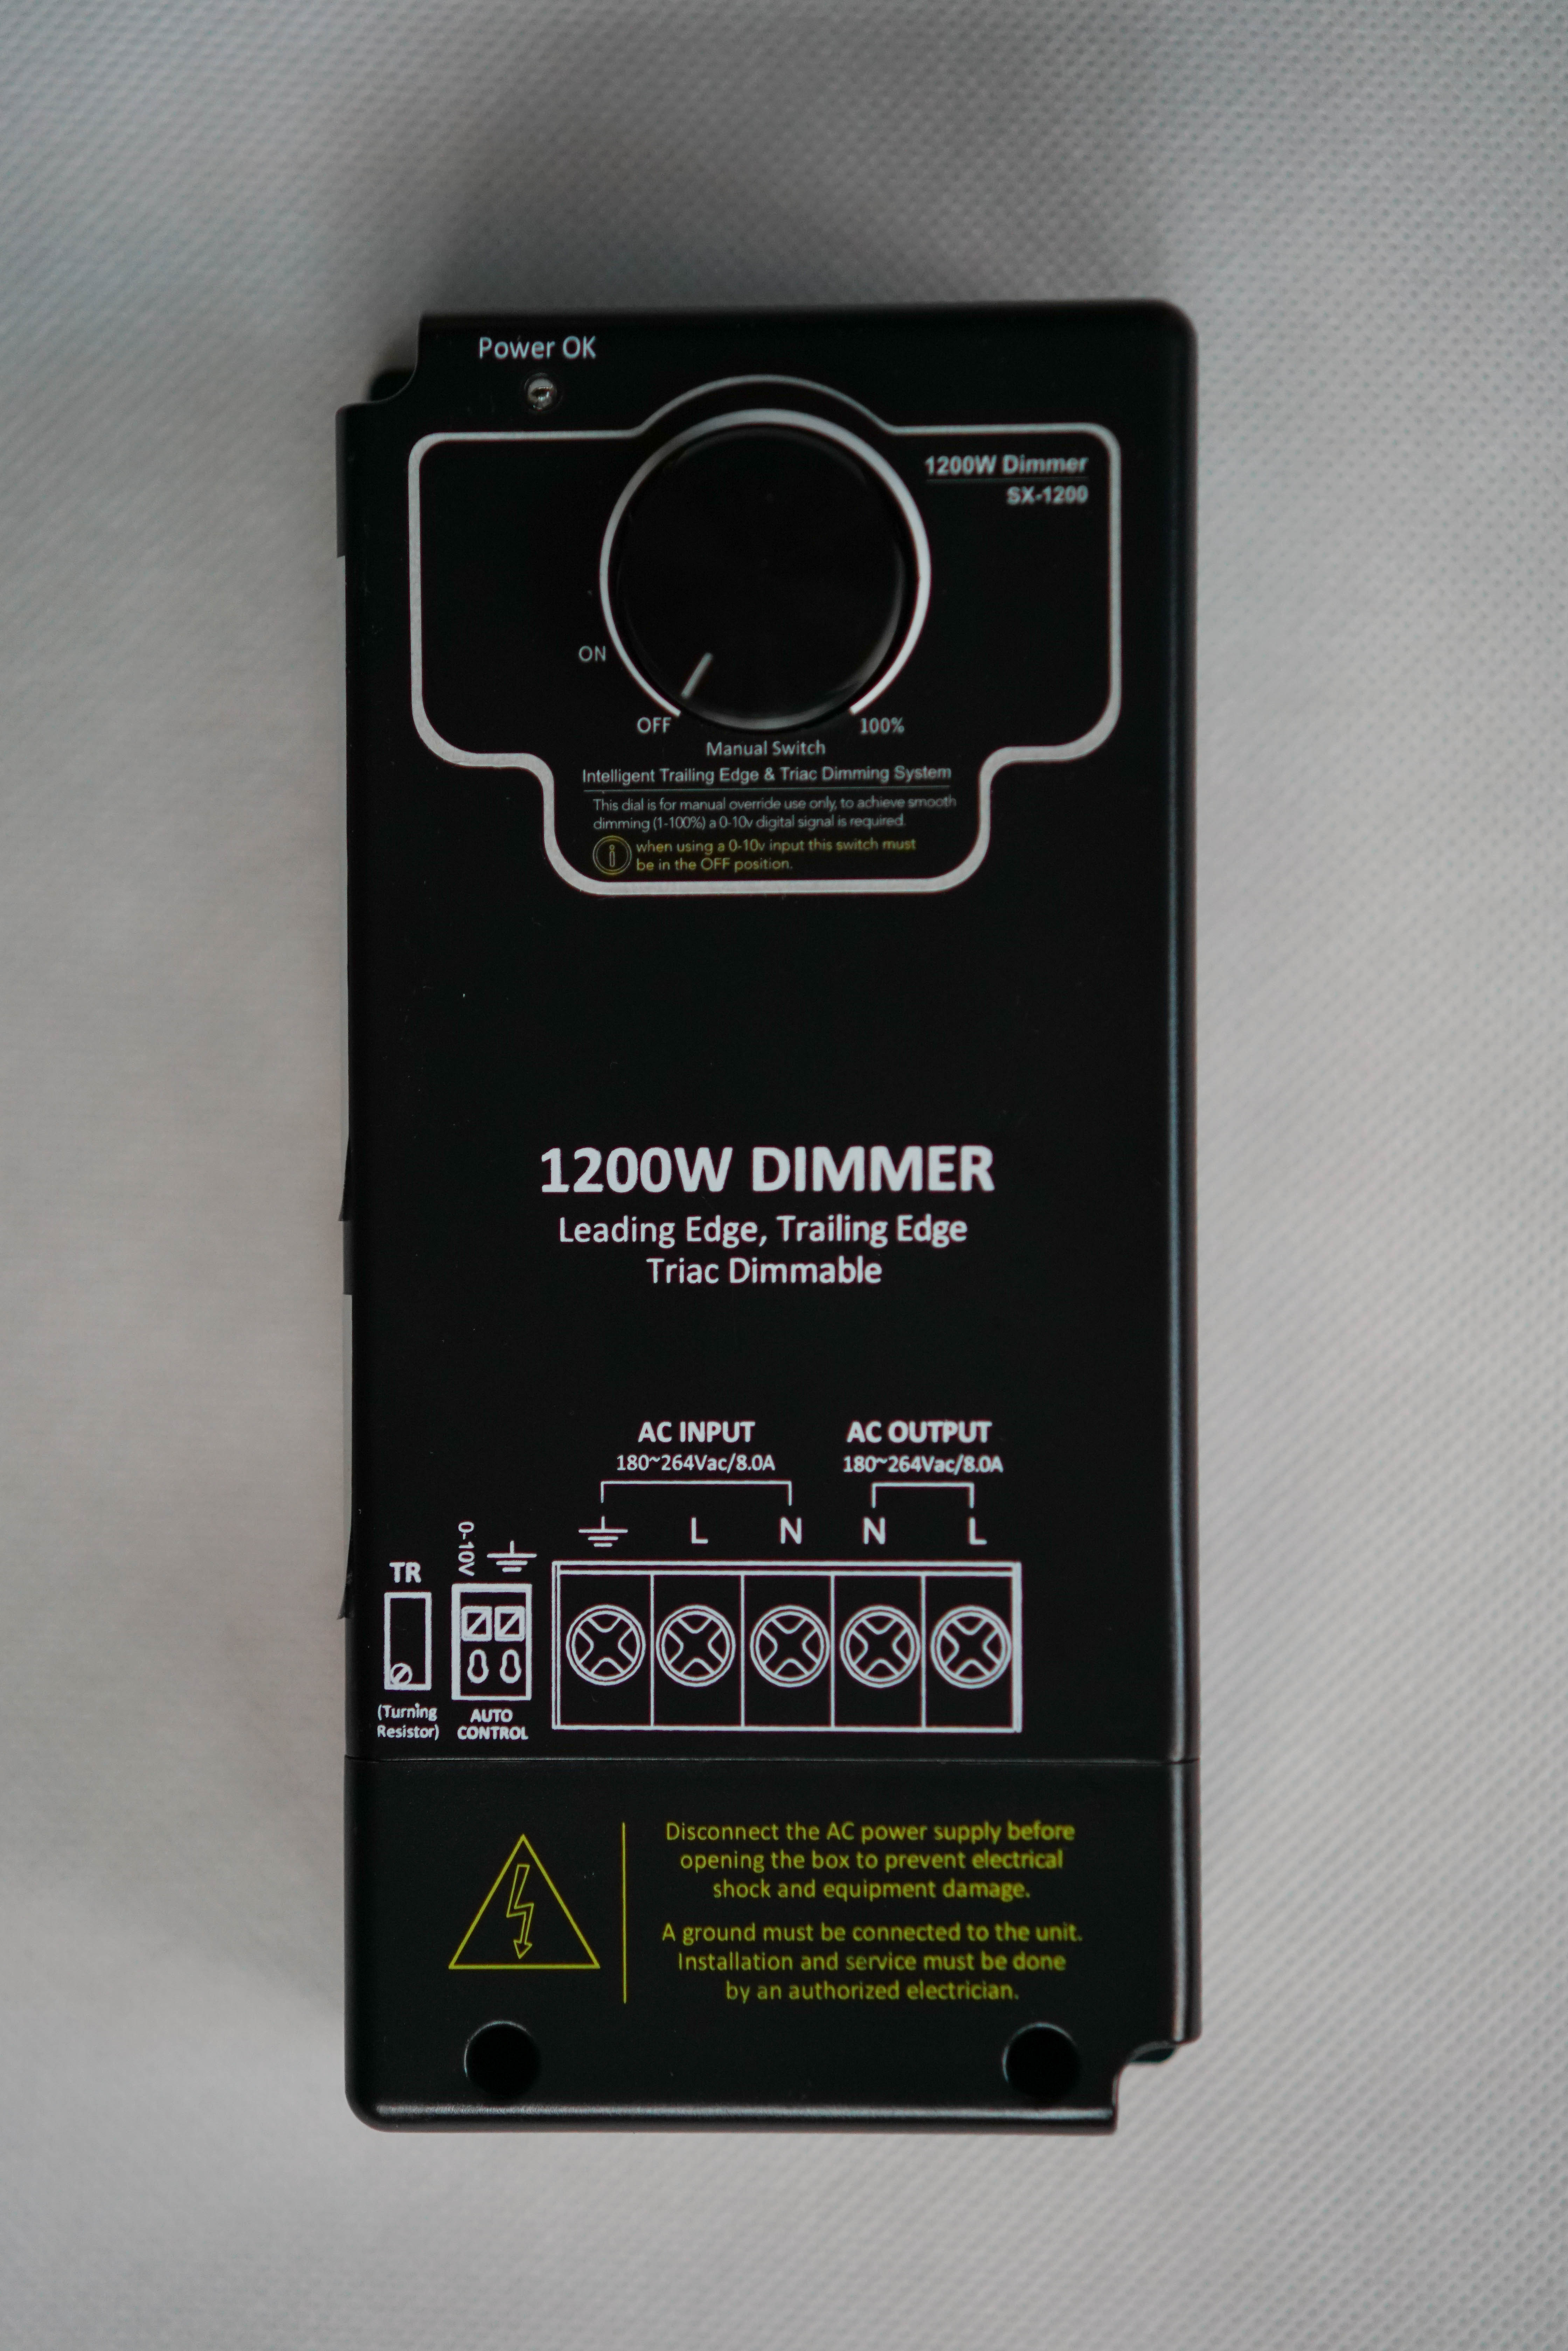 Power OK
1200W Dimmer
SX-1200
ON
OFF
100%
Manual Switch
Intelligent Trailing Edge & Triac Dimming System
This dial is for manual override use only, to achieve smooth
dimming (1-100%) a 0-10v digital signal is required.
i
when using a 0-10v input this switch must
be in the OFF position.
1200W DIMMER
Leading Edge, Trailing Edge
Triac Dimmable
AC INPUT
180~264Vac/8.0A
AC OUTPUT
180~264Vac/8.0A
L N N L
0-10V
TR
(Turning
Resistor)
AUTO
CONTROL
Disconnect the AC power supply before
opening the box to prevent electrical
shock and equipment damage.
A ground must be connected to the unit.
Installation and service must be done
by an authorized electrician.